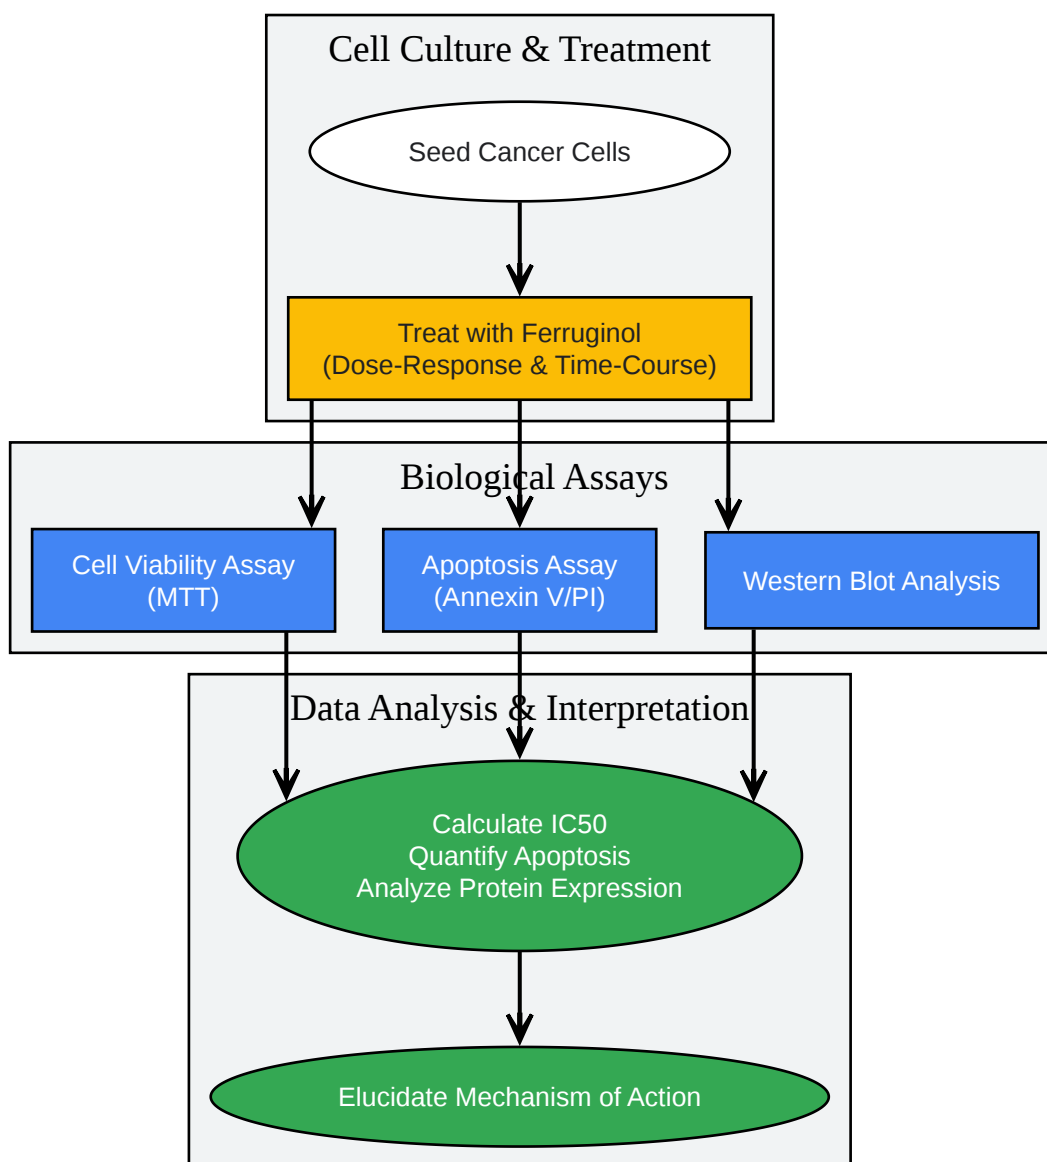 Cell Culture & Treatment
Seed Cancer Cells
Treat with Ferruginol
(Dose-Response & Time-Course)
Biological Assays
Cell Viability Assay
(MTT)
Apoptosis Assay
(Annexin V/PI)
Western Blot Analysis
Data Analysis & Interpretation
Calculate IC50
Quantify Apoptosis
Analyze Protein Expression
Elucidate Mechanism of Action